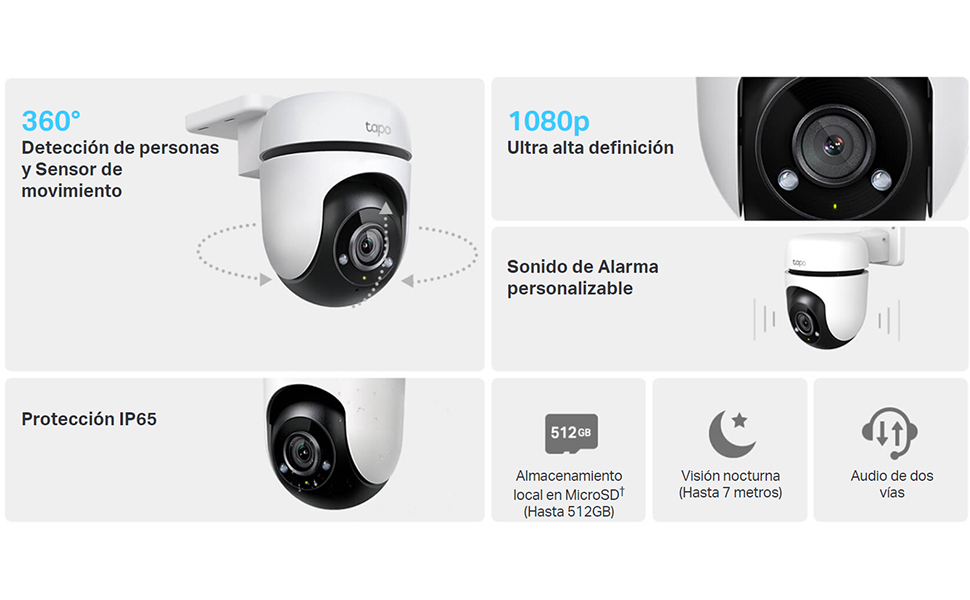 360°
Detección de personas
y Sensor de
movimiento
tapo
1080p
Ultra alta definición
Sonido de Alarma
personalizable
tapo
Protección IP65
512GB
Almacenamiento
local en MicroSD†
(Hasta 512GB)
Visión nocturna
(Hasta 7 metros)
Audio de dos
vías